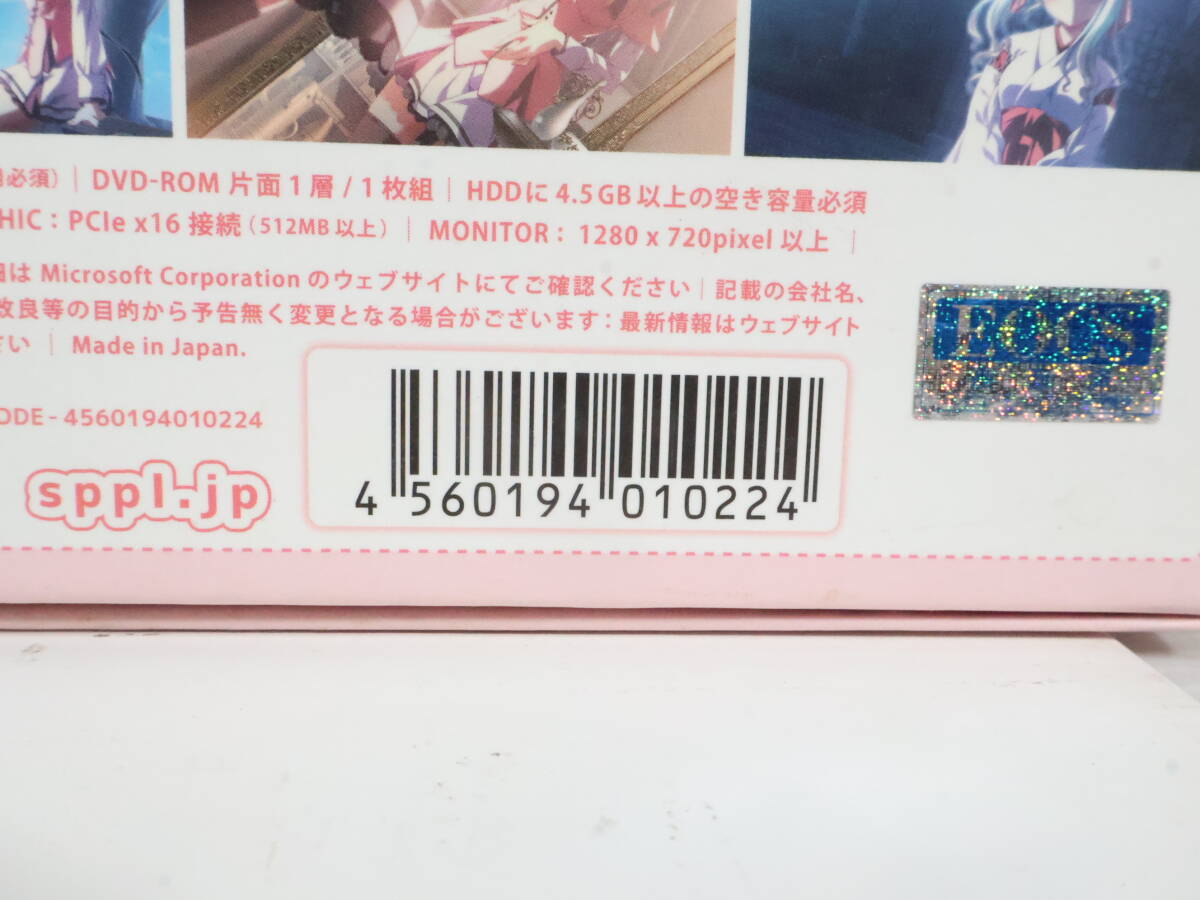 必須) | DVD-ROM 片面 1 層 / 1 枚組 | HDDに 4.5GB 以上の空き容量必須
HIC : PCIe x16 接続 (512MB 以上) | MONITOR : 1280 x 720pixel 以上 |
は Microsoft Corporation のウェブサイトにてご確認ください | 記載の会社名、
改良等の目的から予告無く変更となる場合がございます : 最新情報はウェブサイト
さい | Made in Japan.
ODE - 4560194010224
sppl.jp
4 560194 010224